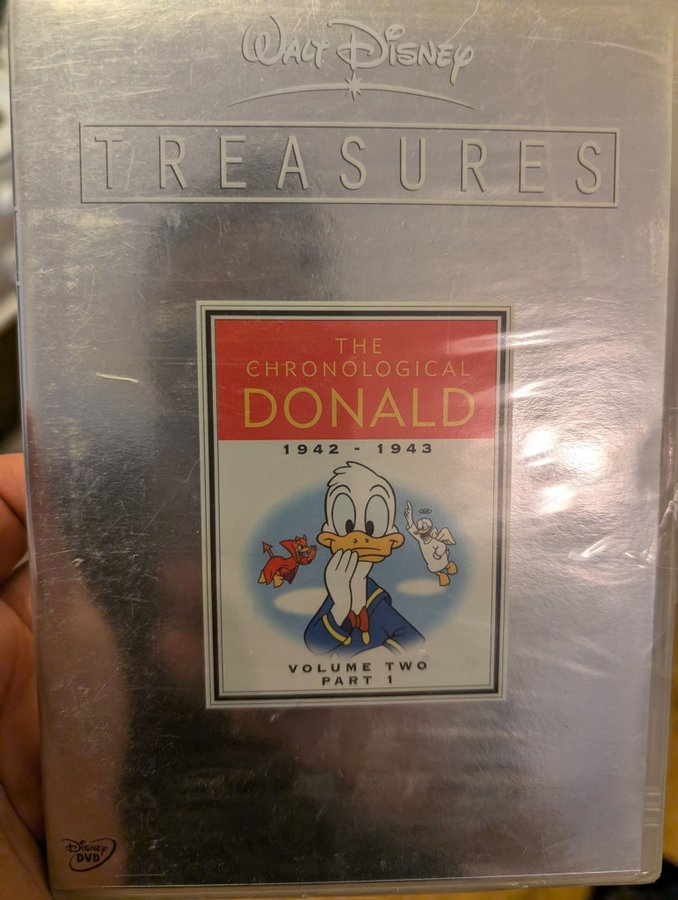 Walt Disney
TREASURES
THE
CHRONOLOGICAL
DONALD
1942 - 1943
VOLUME TWO
PART 1
Disney
DVD